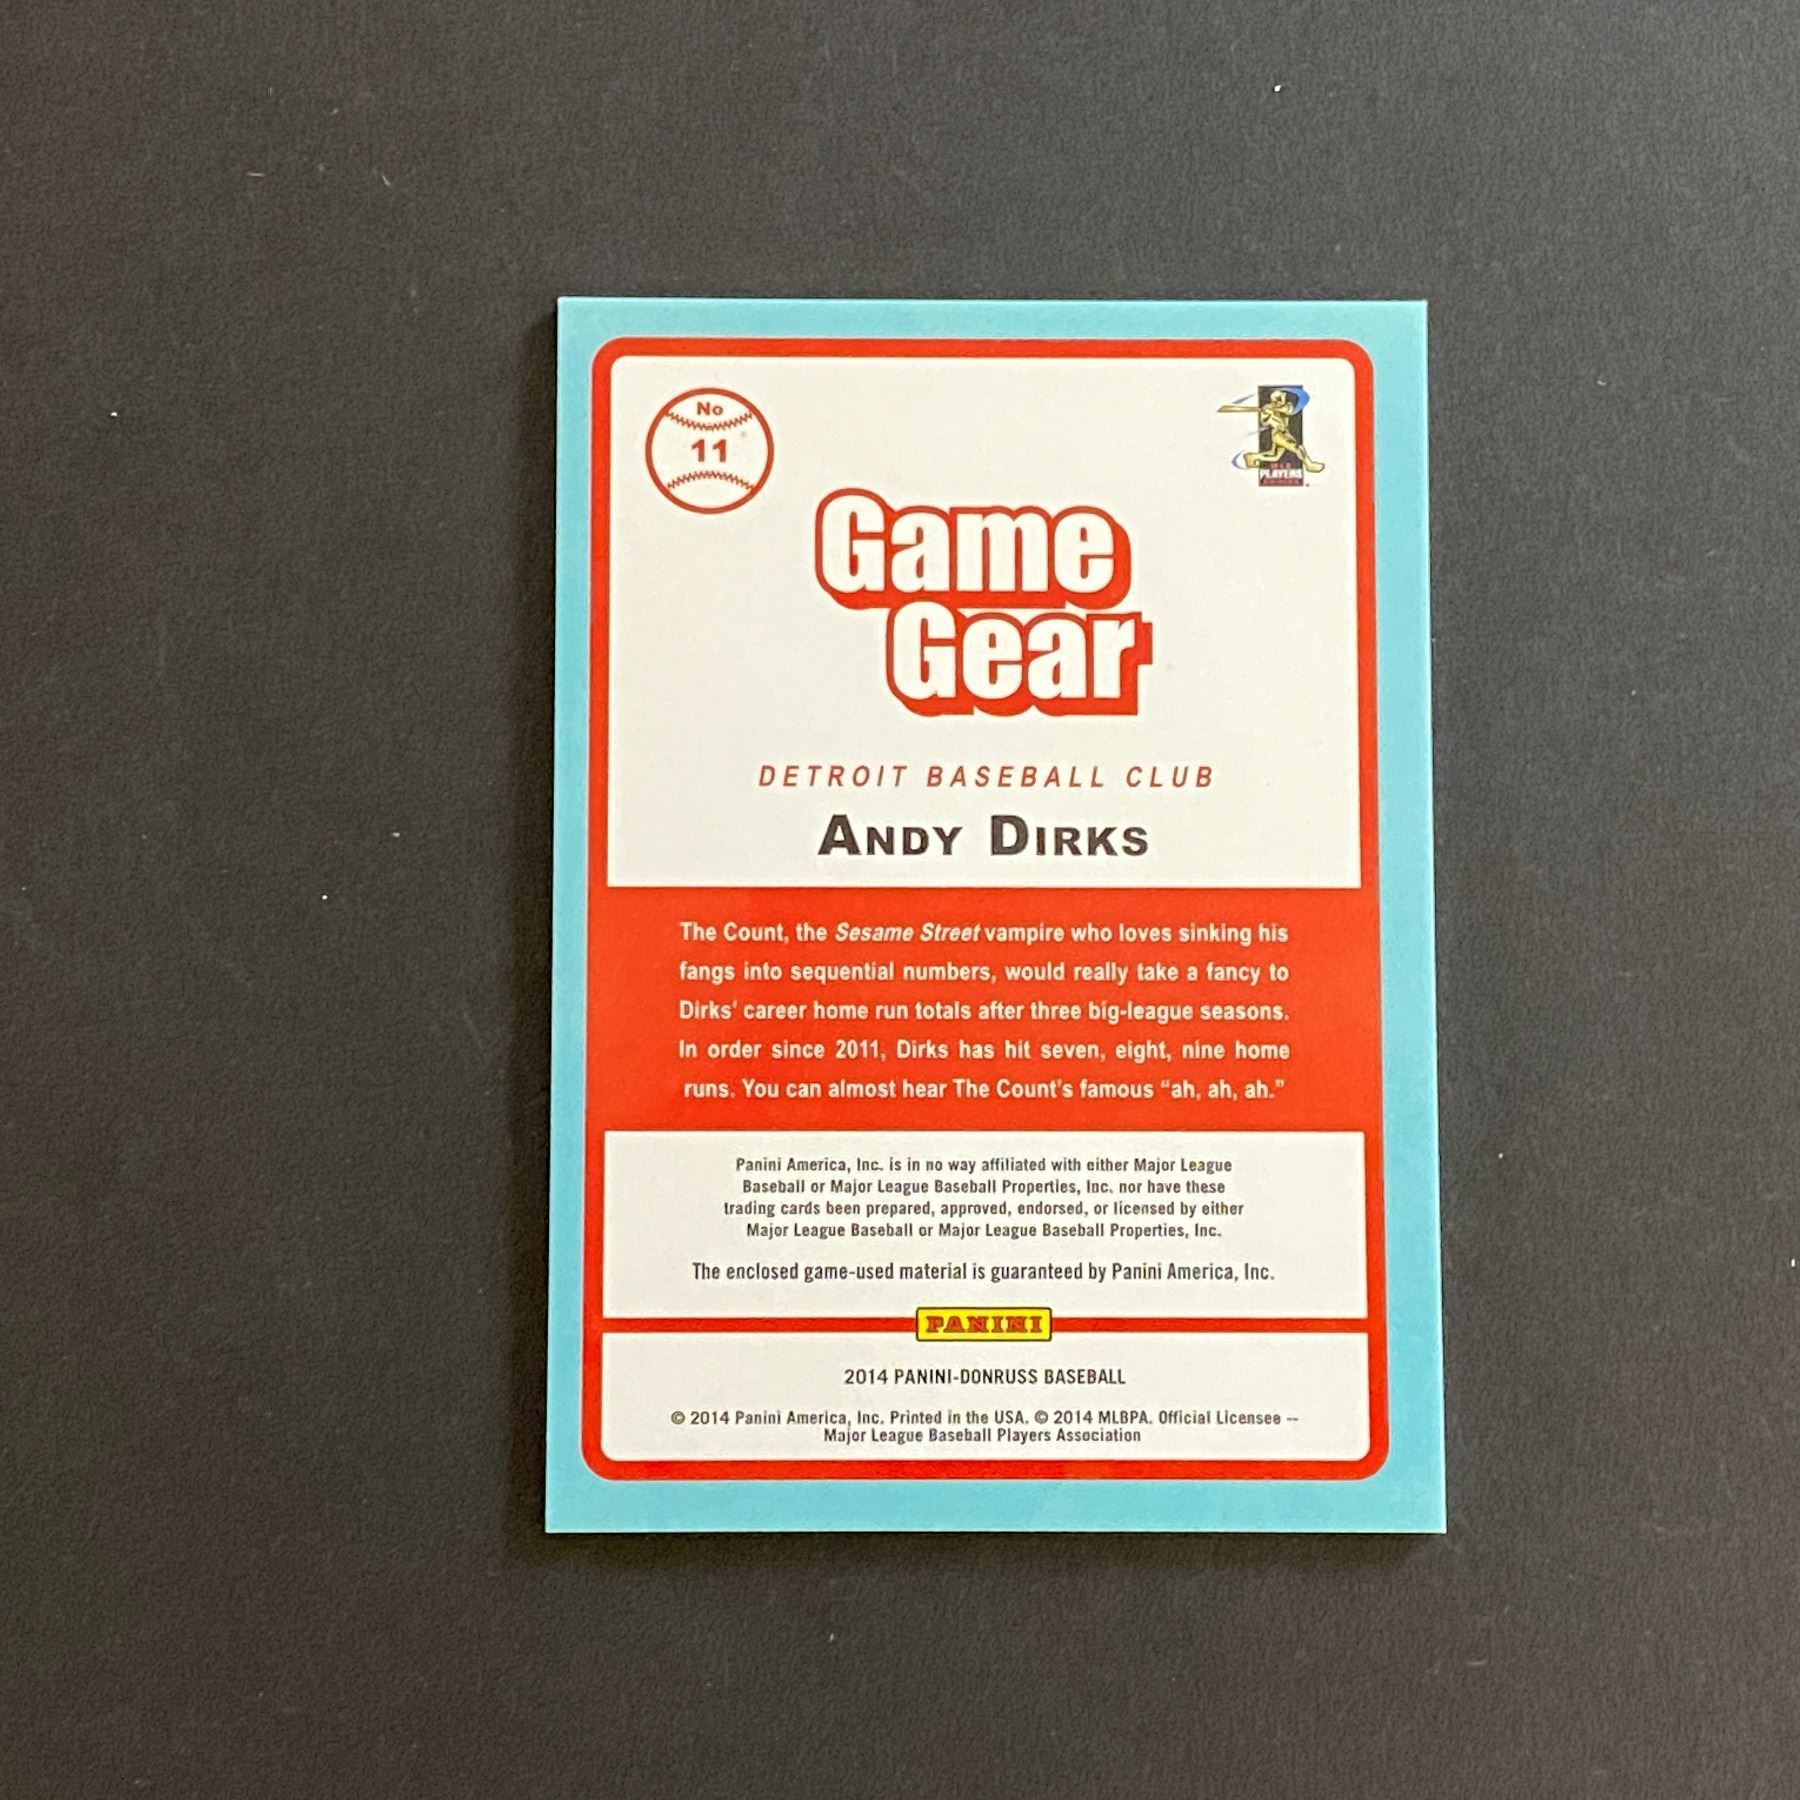 No
11
PLAYERS
Game
Gear
DETROIT BASEBALL CLUB
ANDY DIRKS
The Count, the Sesame Street vampire who loves sinking his
fangs into sequential numbers, would really take a fancy to
Dirks' career home run totals after three big-league seasons.
In order since 2011, Dirks has hit seven, eight, nine home
runs. You can almost hear The Count's famous “ah, ah, ah.”
Panini America, Inc. is in no way affiliated with either Major League
Baseball or Major League Baseball Properties, Inc. nor have these
trading cards been prepared, approved, endorsed, or licensed by either
Major League Baseball or Major League Baseball Properties, Inc.
The enclosed game-used material is guaranteed by Panini America, Inc.
PANINI
2014 PANINI-DONRUSS BASEBALL
© 2014 Panini America, Inc. Printed in the USA. © 2014 MLBPA. Official Licensee –
Major League Baseball Players Association